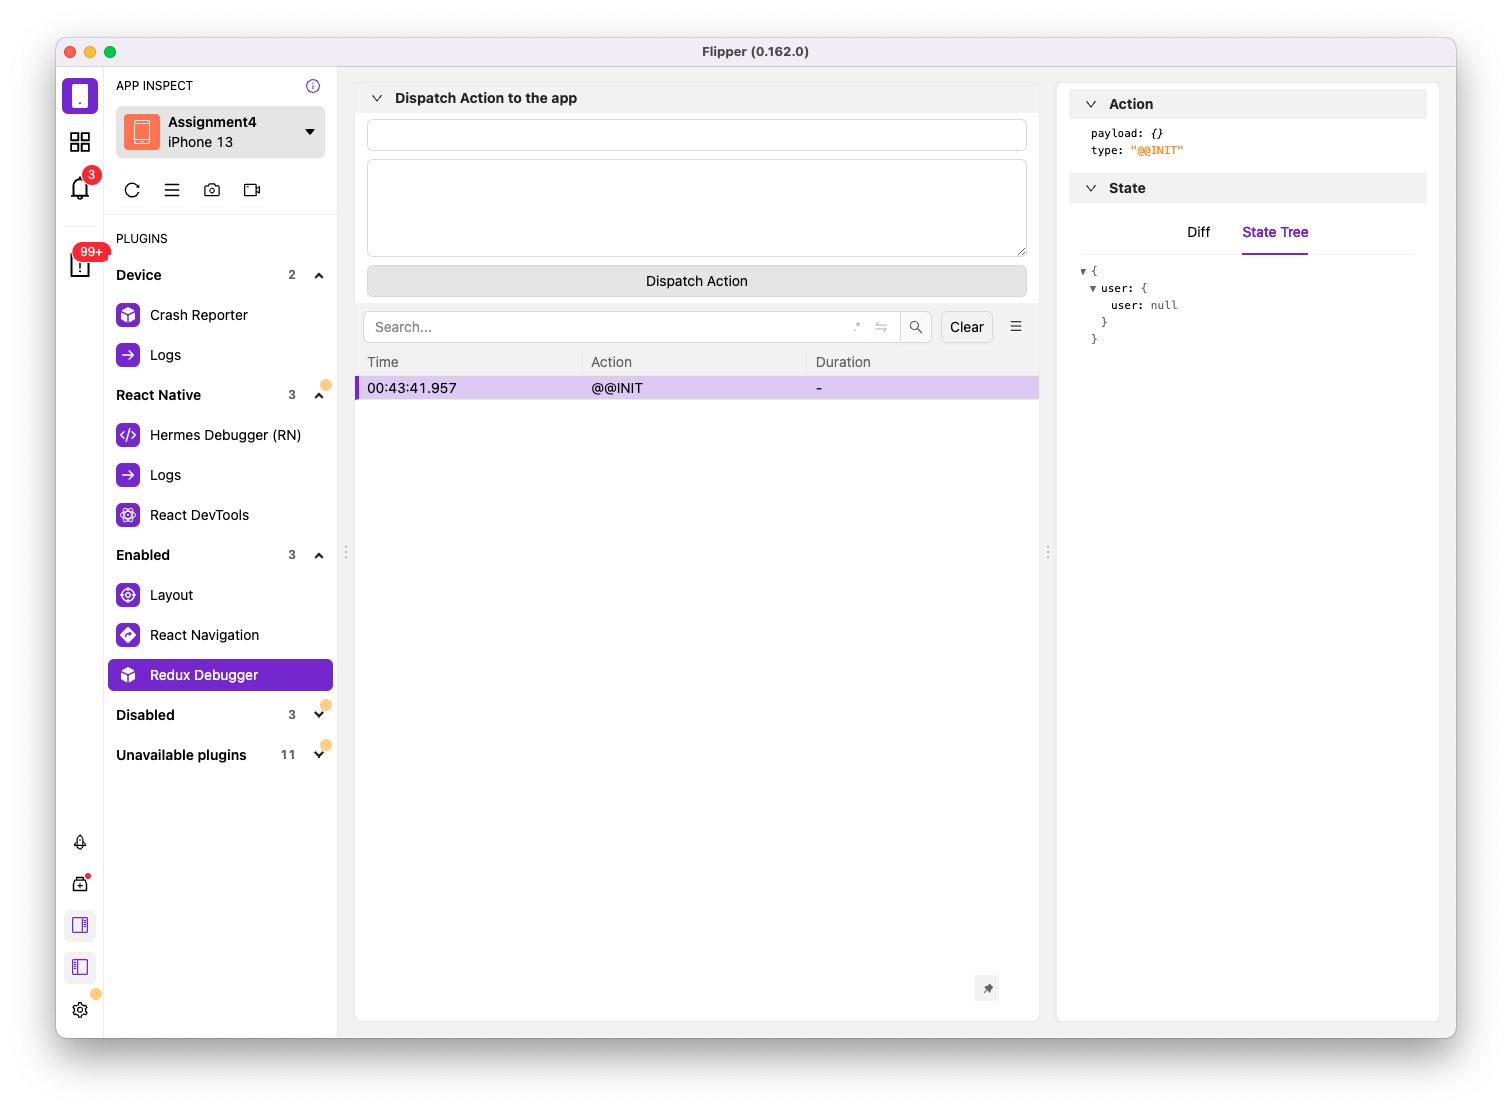 Flipper (0.162.0)
APP INSPECT
Assignment4
iPhone 13
3
99+
PLUGINS
Device 2
Crash Reporter
Logs
React Native 3
Hermes Debugger (RN)
Logs
React DevTools
Enabled 3
Layout
React Navigation
Redux Debugger
Disabled 3
Unavailable plugins 11
Dispatch Action to the app
Dispatch Action
Search...
.*
Clear
Time Action Duration
00:43:41.957 @@INIT -
Action
payload: {}
type: "@@INIT"
State
Diff State Tree
{
user: {
user: null
}
}